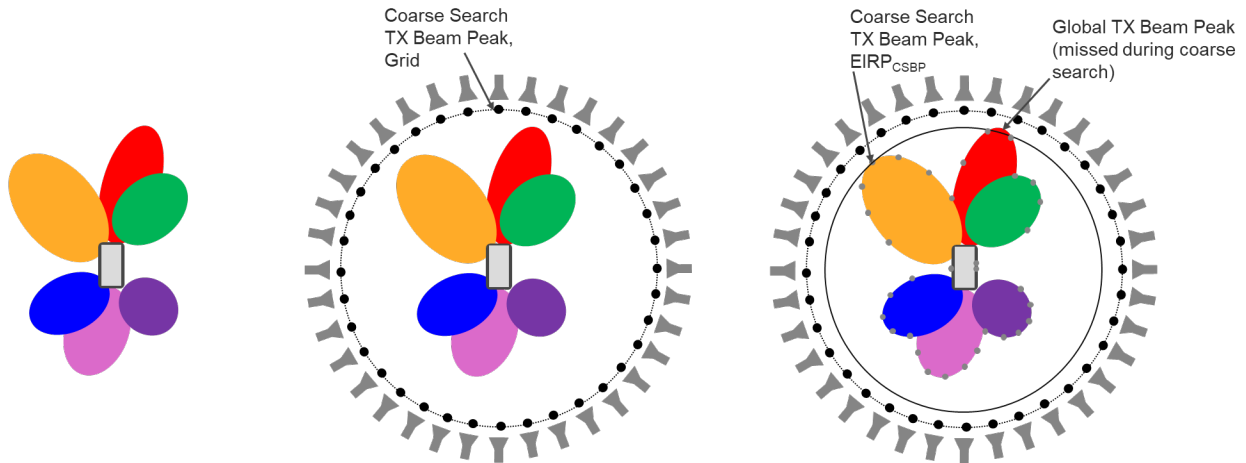 Coarse Search
TX Beam Peak,
Grid
Coarse Search
TX Beam Peak,
EIRPCSBP
Global TX Beam Peak
(missed during coarse
search)